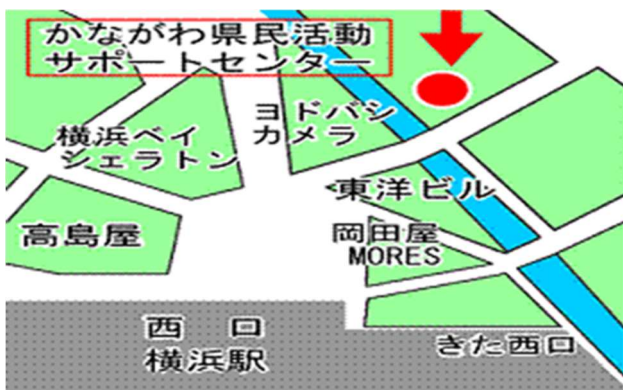 かながわ県民活動
サポートセンター
ヨドバシ
カメラ
横浜ベイ
シェラトン
東洋ビル
高島屋
岡田屋
MORES
西　口
横浜駅
きた西口